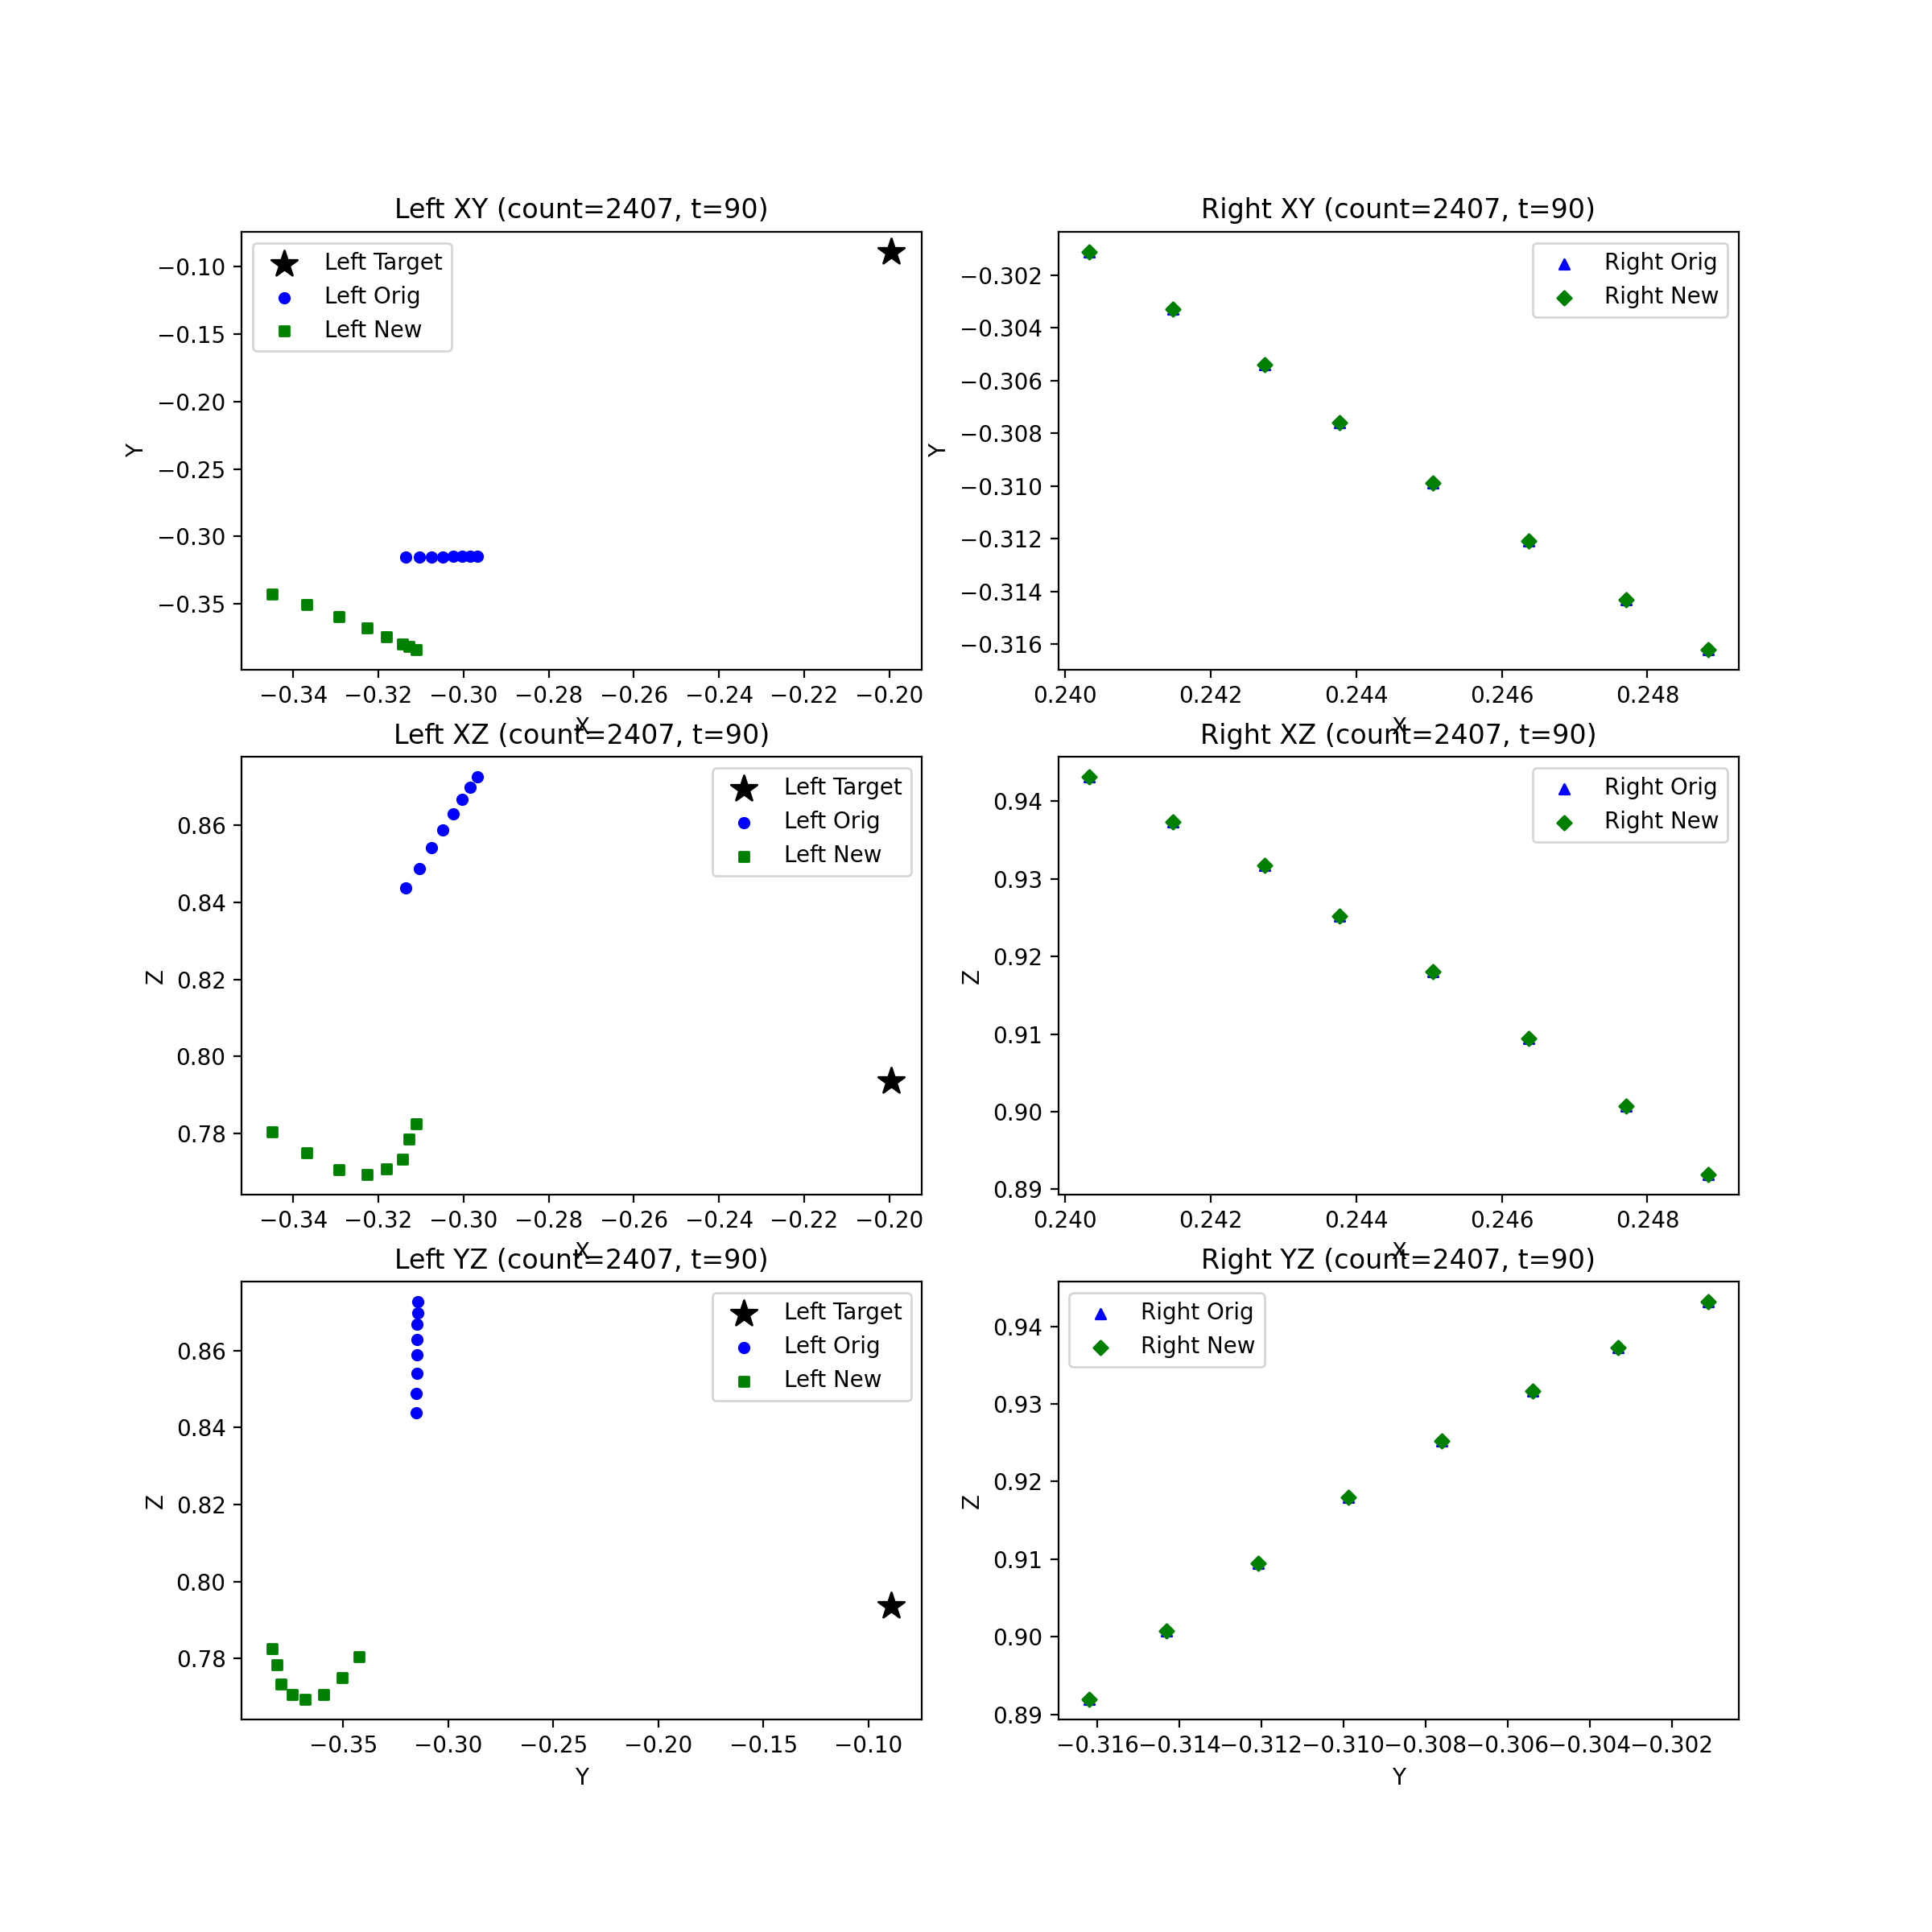 Left XY (count=2407, t=90)
Left Target
Left Orig
Left New
−0.10
−0.15
−0.20
−0.25
−0.30
−0.35
Y
−0.34 −0.32 −0.30 −0.28 −0.26 −0.24 −0.22 −0.20
X
Right XY (count=2407, t=90)
Right Orig
Right New
−0.302
−0.304
−0.306
−0.308
−0.310
−0.312
−0.314
−0.316
Y
0.240 0.242 0.244 0.246 0.248
X
Left XZ (count=2407, t=90)
Left Target
Left Orig
Left New
0.86
0.84
0.82
0.80
0.78
Z
−0.34 −0.32 −0.30 −0.28 −0.26 −0.24 −0.22 −0.20
X
Right XZ (count=2407, t=90)
Right Orig
Right New
0.94
0.93
0.92
0.91
0.90
0.89
Z
0.240 0.242 0.244 0.246 0.248
X
Left YZ (count=2407, t=90)
Left Target
Left Orig
Left New
0.86
0.84
0.82
0.80
0.78
Z
−0.35 −0.30 −0.25 −0.20 −0.15 −0.10
Y
Right YZ (count=2407, t=90)
Right Orig
Right New
0.94
0.93
0.92
0.91
0.90
0.89
Z
−0.316 −0.314 −0.312 −0.310 −0.308 −0.306 −0.304 −0.302
Y